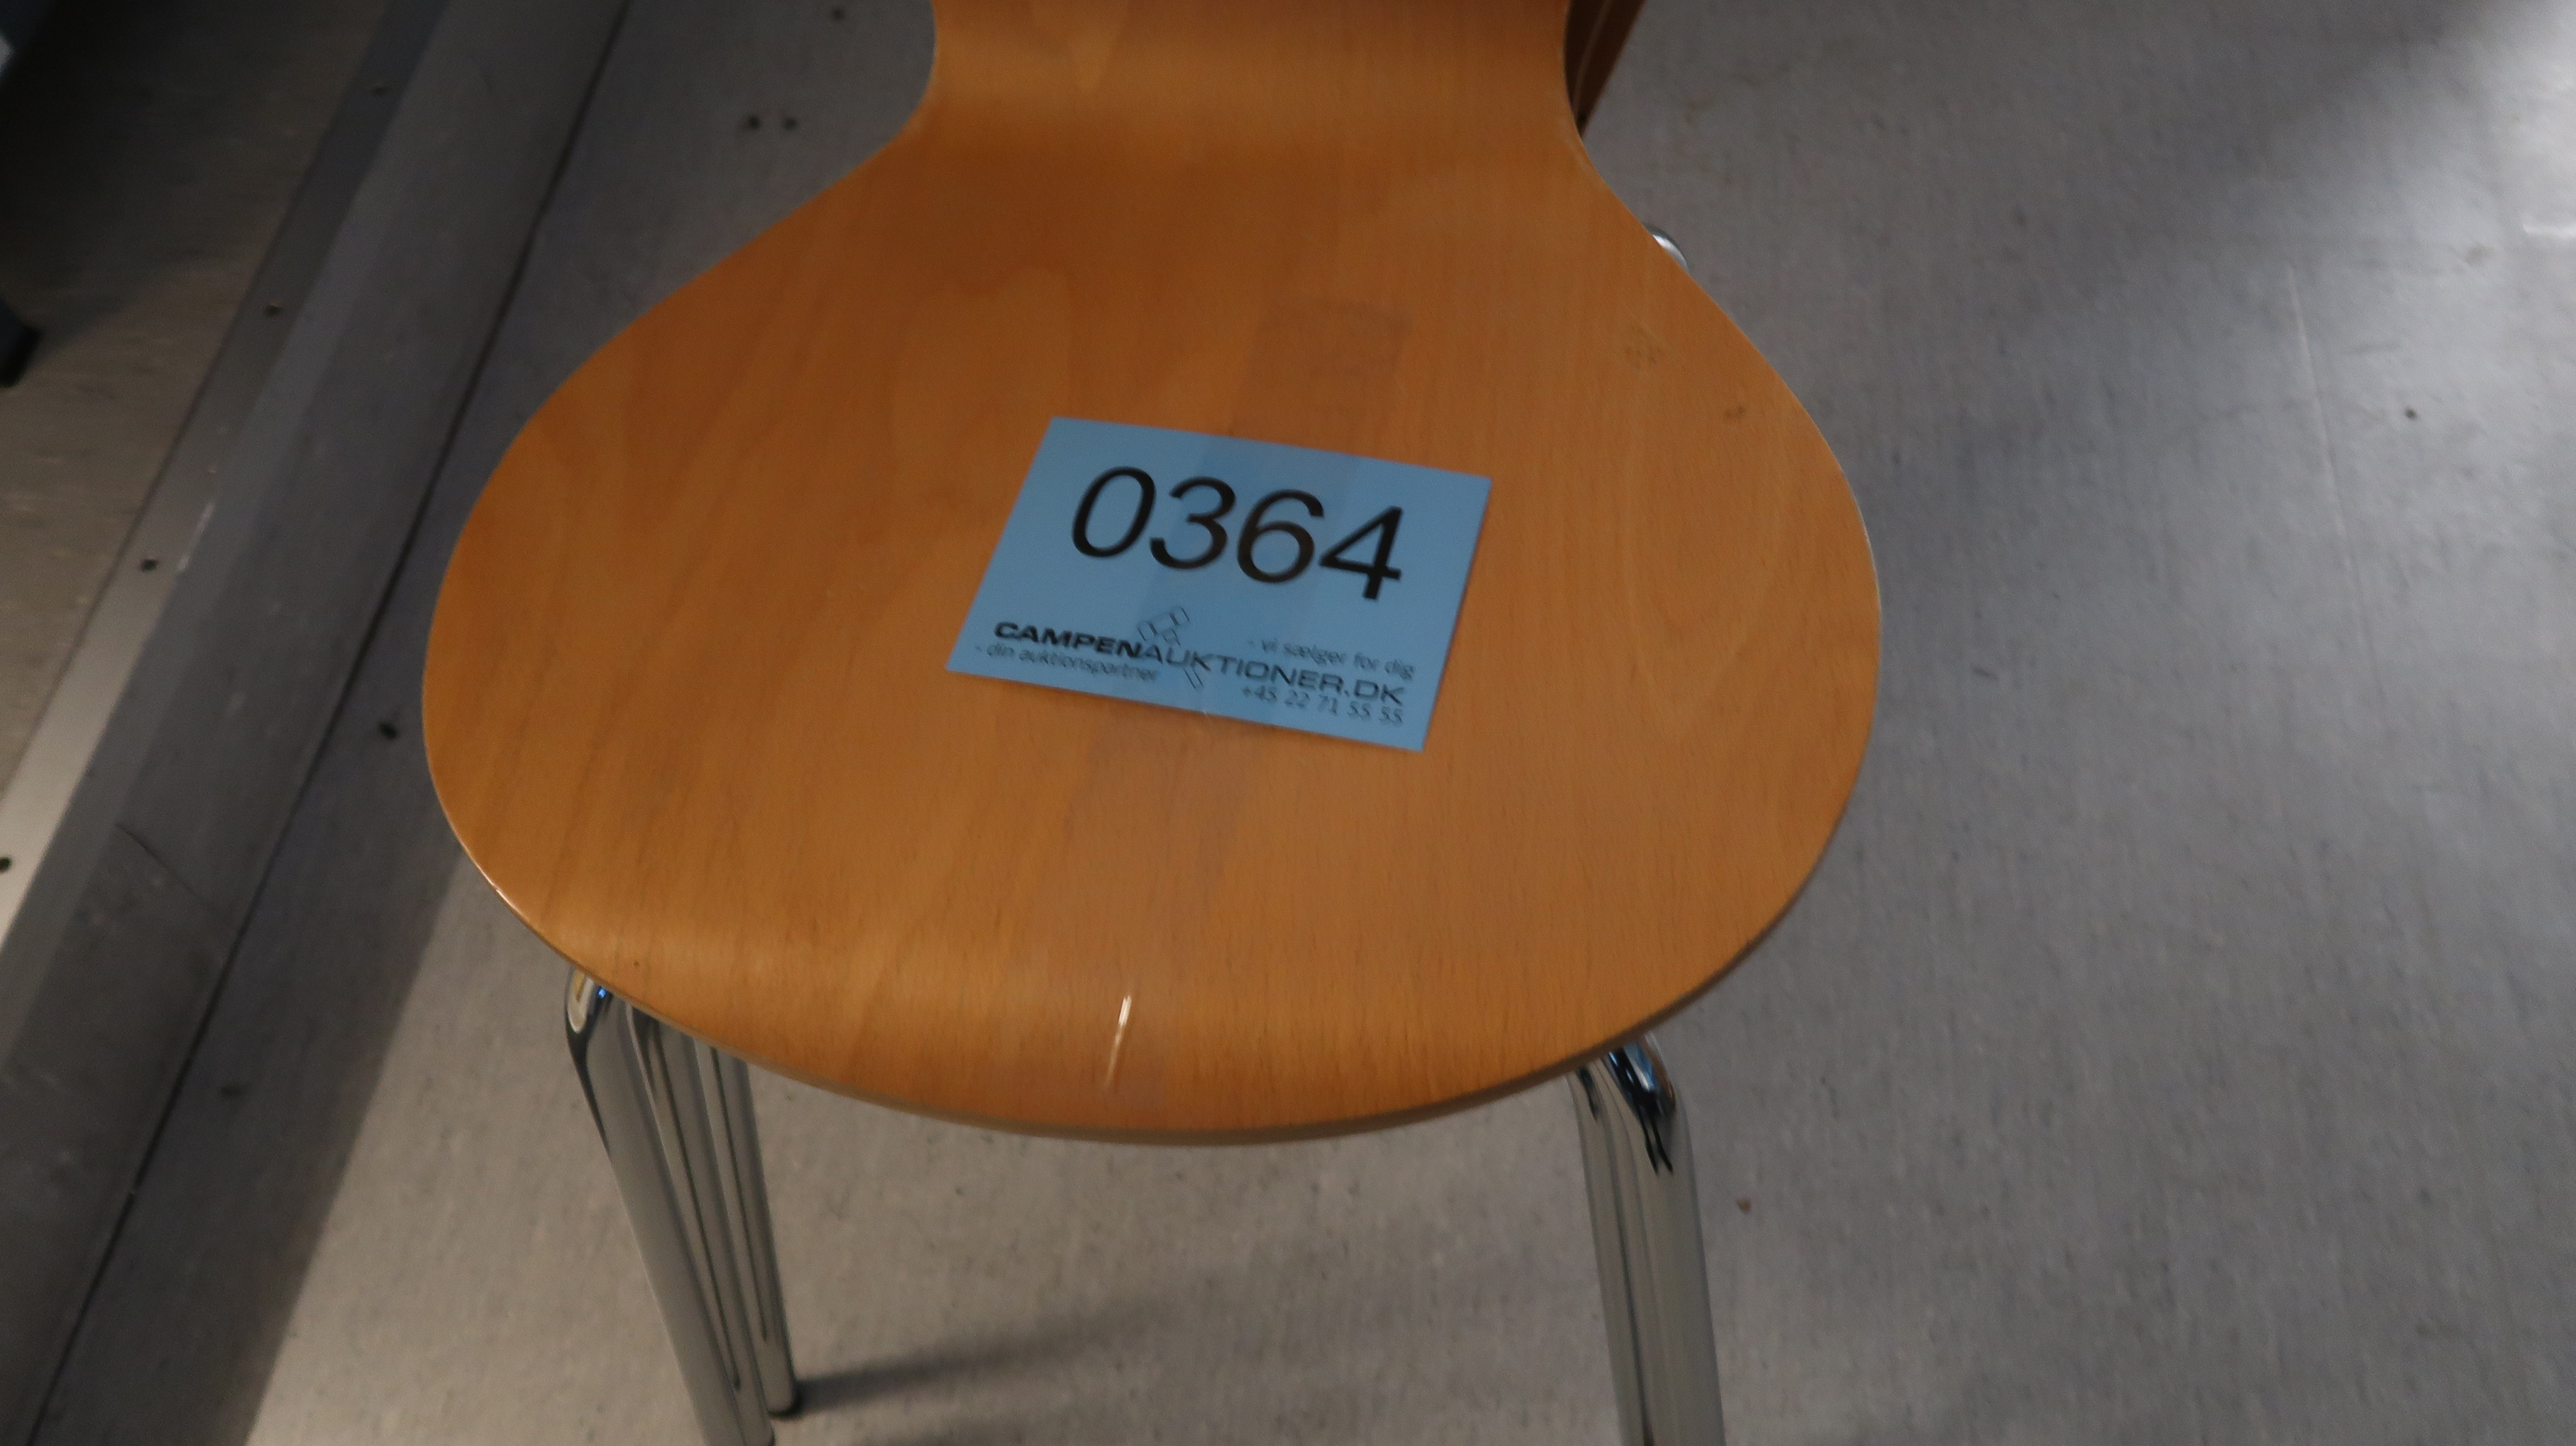 0364
- vi sælger for dig
CAMPENAUKTIONER.DK
- din auktionspartner
+45 22 71 55 55